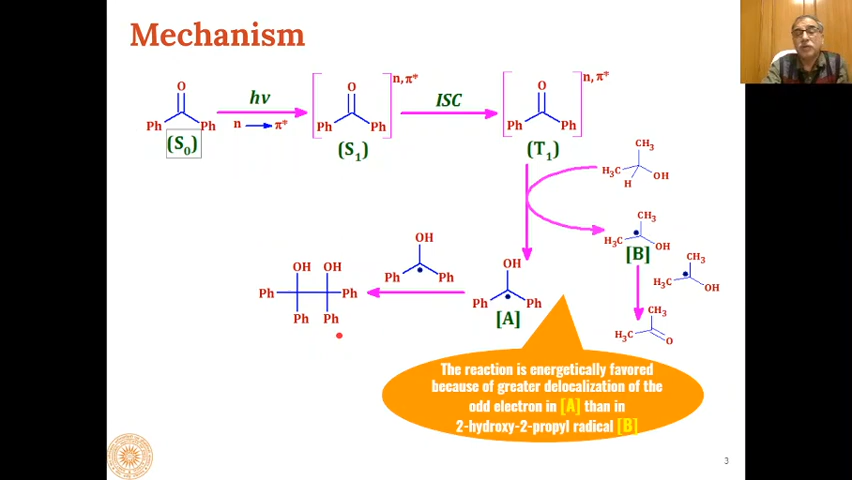 Mechanism
O
Ph
Ph
(S0)
hv
n → π*
O
Ph
Ph
n, π*
(S1)
ISC
O
Ph
Ph
n, π*
(T1)
CH3
H3C
OH
H
CH3
H3C
OH
[B]
CH3
H3C
OH
CH3
H3C
O
OH
Ph
Ph
[A]
OH
Ph
Ph
OH
OH
Ph
Ph
Ph
Ph
The reaction is energetically favored
because of greater delocalization of the
odd electron in [A] than in
2-hydroxy-2-propyl radical [B]
3